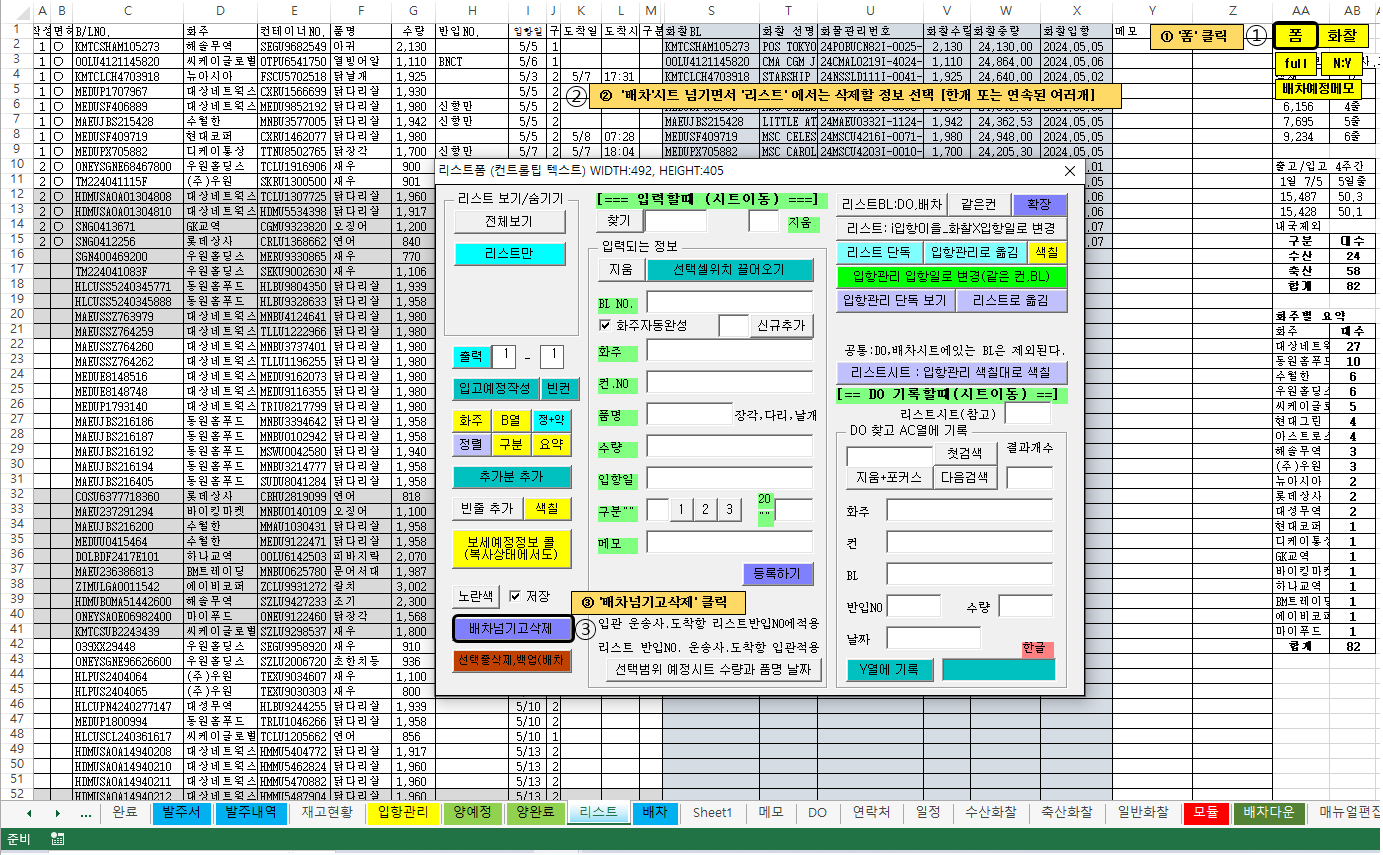 A B C D E F G H I J K L M S T U V W X Y Z AA AB
1 B/LNO. 화주 컨테이너NO. 품명 수량 반입NO. 입항일 구 도착일 도착시 구분 화찰BL 화찰 선명 화물관리번호 화찰수량 화찰중량 화찰입항 메모
① '폼' 클릭 ① 폼 화찰
full N:Y
배차예정메모
2 1 O KMTCSHAM105273 해솔무역 SEGU9682549 아귀 2,130 5/5 1 KMTCSHAM105273 POS TOKYO 24POBUCN82I-0025- 2,130 24,130,00 2024.05.05
3 1 O OOLU4121145820 씨케이글로벌 OTPU6541750 열빙어알 1,110 BNCT 5/6 1 OOLU4121145820 CMA CGM J 24CMAL0219I-4024- 1,110 24,864,00 2024.05.06
4 1 O KMTCLCH4703918 뉴아시아 FSCU5702518 닭날개 1,925 5/3 2 5/7 17:31 KMTCLCH4703918 STARSHIP 24NSSLD111I-0041- 1,925 24,640,00 2024.05.02
5 1 O MEDUP1707967 대상네트웍스 CXRU1566699 닭다리살 1,930 5/5
② ② '배차'시트 넘기면서 '리스트' 에서는 삭제할 정보 선택 [한개 또는 연속된 여러개]
6 1 O MEDUSF406889 대상네트웍스 MEDU9852192 닭다리살 1,980 신항만 5/5 6,156 4줄
7 1 O MAEUJBS215428 수월한 MNBU3577005 닭다리살 1,942 신항만 5/5 2 MAEUJBS215428 LITTLE AT 24MAEU0332I-1124- 1,942 24,362,53 2024.05.05 7,695 5줄
8 1 O MEDUSF409719 현대코퍼 CXRU1462077 닭다리살 1,980 5/5 2 5/8 07:28 MEDUSF409719 MSC CELES 24MSCU4216I-0071- 1,980 24,948,00 2024.05.05 9,234 6줄
9 1 O MEDUPX705882 디케이통상 TTNU8502765 닭장각 1,700 신항만 5/7 2 5/7 18:04 MEDUPX705882 MSC CAROL 24MSCU4203I-0010- 1,700 24,205,30 2024.05.05
10 2 O ONEYSGNE68467800 우원홀딩스 TCLU1911906 새우 900
11 2 O TM224041115F (주)우원 SKRU1300500 새우 901
12 2 O HDMUSAOA01304808 대상네트웍스 TCLU1307725 닭다리살 1,960
13 2 O HDMUSAOA01304810 대상네트웍스 HDMU5534398 닭다리살 1,917
14 2 O SNGO413671 GK교역 CGMU9323820 오징어 1,200
15 2 O SNGO412256 롯데상사 CRLU1368662 연어 840
16 SGN400469200 우원홀딩스 MERU9330865 새우 770
17 TM224041083F 우원홀딩스 SEKU9002630 새우 1,106
18 HLCUSS5240345771 동원홈푸드 HLBU9804350 닭다리살 1,939
19 HLCUSS5240345888 동원홈푸드 HLBU9328633 닭다리살 1,958
20 MAEUSSZ763979 대상네트웍스 MNBU4124641 닭다리살 1,980
21 MAEUSSZ764259 대상네트웍스 TLLU1222966 닭다리살 1,980
22 MAEUSSZ764260 대상네트웍스 MNBU3737401 닭다리살 1,980
23 MAEUSSZ764262 대상네트웍스 TLLU1196255 닭다리살 1,980
24 MEDUE8148516 대상네트웍스 MEDU9162073 닭다리살 1,980
25 MEDUE8148748 대상네트웍스 MEDU9116355 닭다리살 1,980
26 MEDUP1793140 대상네트웍스 TRIU8217799 닭다리살 1,980
27 MAEUJBS216186 동원홈푸드 MNBU3394642 닭다리살 1,958
28 MAEUJBS216187 동원홈푸드 MNBU0102942 닭다리살 1,958
29 MAEUJBS216192 동원홈푸드 MSWU0042580 닭다리살 1,940
30 MAEUJBS216194 동원홈푸드 MNBU3214777 닭다리살 1,958
31 MAEUJBS216405 동원홈푸드 SUDU8041284 닭다리살 1,958
32 COSU6377718360 롯데상사 CBHU2819099 연어 818
33 MAEU237291294 바이킹마켓 MNBU0140109 오징어 1,100
34 MAEUJBS216200 수월한 MMAU1030431 닭다리살 1,958
35 MEDUU0415464 수월한 MEDU9122471 닭다리살 1,958
36 DOLBDF2417E101 하나교역 OOLU6142503 피바지락 2,070
37 MAEU236386813 BM트레이딩 MNBU0625780 문어서대 1,987
38 ZIMULGA0011542 에이비코퍼 ZCLU9931272 갈치 3,002
39 HDMUBOMA51442600 해솔무역 SZLU9427233 조기 2,300
40 ONEYSAOE06982400 마이푸드 ONEU9122460 닭장각 1,568
41 KMTCSUB2243439 씨케이글로벌 SZLU9298537 새우 1,800
42 O39XX29448 우원홀딩스 SEGU9958920 새우 910
43 ONEYSGNE96626600 우원홀딩스 SZLU2006720 초한치동 936
44 HLPUS2404064 (주)우원 TEXU9034607 새우 1,100
45 HLPUS2404065 (주)우원 TEXU9030303 새우 800
46 HLCUPN4240277147 대성무역 HLBU9244255 닭다리살 1,939 5/10 2
47 MEDUP1800994 동원홈푸드 TRLU1046266 닭다리살 1,958 5/10 2
48 HLCUSCL240361617 씨케이글로벌 TCLU1205662 연어 856 5/10 1
49 HDMUSAOA14940208 대상네트웍스 HMMU5404772 닭다리살 1,917 5/13 2
50 HDMUSAOA14940210 대상네트웍스 HMMU5462824 닭다리살 1,960 5/13 2
51 HDMUSAOA14940211 대상네트웍스 HMMU5470882 닭다리살 1,960 5/13 2
52 HDMUSAOA14940212 대상네트웍스 HMMU5487904 닭다리살 1,960 5/13 2
리스트폼 (컨트롤팁 텍스트) WIDTH:492, HEIGHT:405
리스트 보기/숨기기
전체보기
리스트만
출력 1 - 1
입고예정작성 빈컨
화주 B열 정+약
정렬 구분 요약
추가분 추가
빈줄 추가 색칠
보세예정정보 콜
(복사상태에서도)
노란색 저장
배차넘기고삭제 ③
선택줄삭제,백업(배차
③ '배차넘기고삭제' 클릭
[=== 입력할때 (시트이동) ===]
찾기 지움
입력되는 정보
지움 선택셀위치 끌어오기
BL NO.
화주자동완성 신규추가
화주
컨.NO
품명 장각,다리,날개
수량
입항일
구분"" 1 2 3 20 ""
메모
등록하기
입관 운송사.도착항 리스트반입NO에적용
리스트 반입NO. 운송사.도착항 입관적용
선택범위 예정시트 수량과 품명 날짜
리스트BL:DO,배차 같은컨 확장
리스트: i입항미을_화찰X입항일로 변경
리스트 단독 입항관리로 옮김 색칠
입항관리 입항일로 변경(같은 컨,BL)
입항관리 단독 보기 리스트로 옮김
공통:DO,배차시트에있는 BL은 제외된다.
리스트시트 : 입항관리 색칠대로 색칠
[== DO 기록할때(시트이동) ==]
리스트시트(참고)
DO 찾고 AC열에 기록
첫검색 결과개수
지움+포커스 다음검색
화주
컨
BL
반입NO 수량
날짜
한글
Y열에 기록
.01
.05
.06
.06
.07
출고/입고 4주간
1일 7/5 5일출
15,487 50,3
15,428 50,1
내국제외
구분 대수
수산 24
축산 58
합계 82
화주별 요약
화주 대수
대상네트웍 27
동원홈푸드 10
수월한 6
우원홀딩스 6
씨케이글로 5
현대그린 4
아스트로스 4
해솔무역 3
(주)우원 3
뉴아시아 2
롯데상사 2
대성무역 2
현대코퍼 1
디케이통상 1
GK교역 1
바이킹마켓 1
하나교역 1
BM트레이딩 1
에이비코퍼 1
마이푸드 1
합계 82
... 완료 발주서 발주내역 재고현황 입항관리 양예정 양완료 리스트 배차 Sheet1 메모 DO 연락처 일정 수산화찰 축산화찰 일반화찰 모듈 배차다운 매뉴얼편집
준비